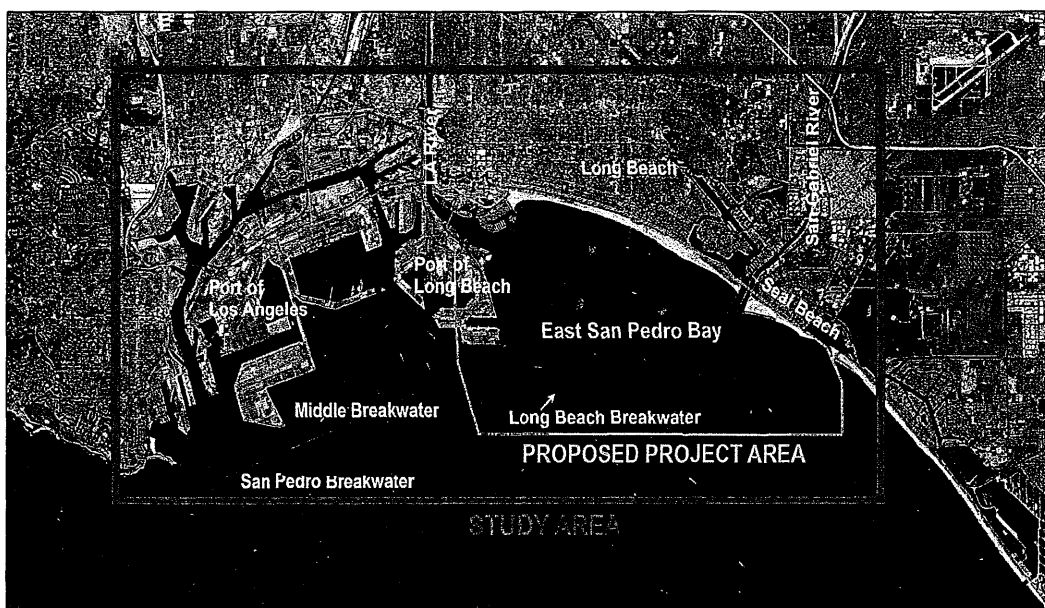 LA River
San Gabriel River
Long Beach
Port of
Los Angeles
Port of
Long Beach
Seal Beach
East San Pedro Bay
Middle Breakwater
Long Beach Breakwater
PROPOSED PROJECT AREA
San Pedro Breakwater
STUDY AREA